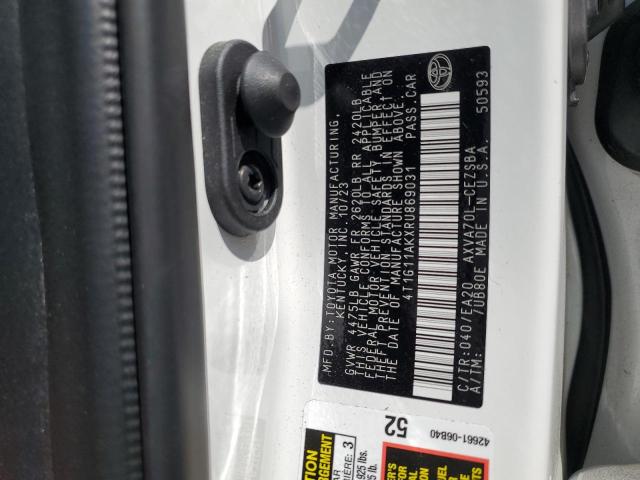 MFD.BY:TOYOTA MOTOR MANUFACTURING,
KENTUCKY, INC. 10/23
GVWR 4475LB GAWR FR 2620LB RR 2420LB
THIS VEHICLE CONFORMS TO ALL APPLICABLE
FEDERAL MOTOR VEHICLE SAFETY, BUMPER, AND
THEFT PREVENTION STANDARDS IN EFFECT ON
THE DATE OF MANUFACTURE SHOWN ABOVE.
4T1G11AKXRU869031 PASS.CAR
C/TR:040/EA20 AXVA70L-CEZSBA
A/TM: /UB80E MADE IN U.S.A. 50593
52
42661-06B40